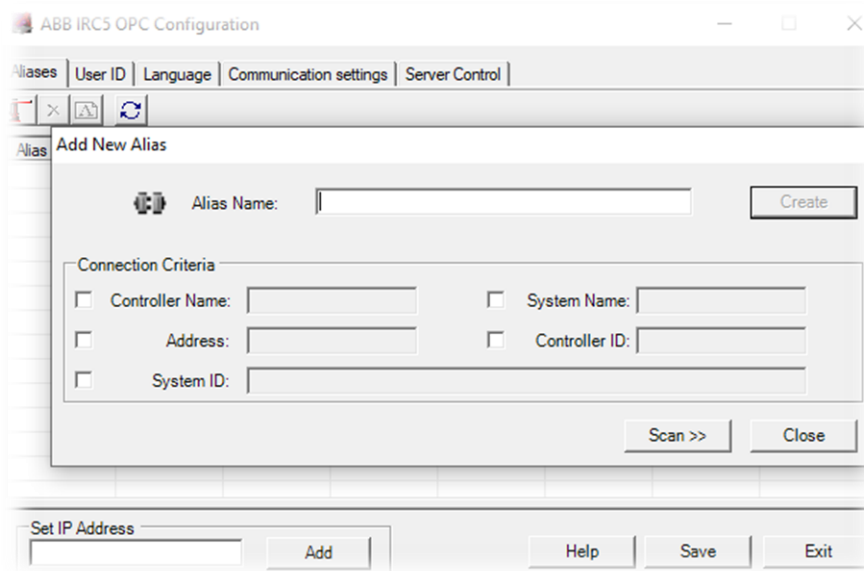 ABB IRC5 OPC Configuration
Aliases User ID Language Communication settings Server Control
Alias
Add New Alias
Alias Name: Create
Connection Criteria
Controller Name: System Name:
Address: Controller ID:
System ID:
Scan >> Close
Set IP Address
Add Help Save Exit